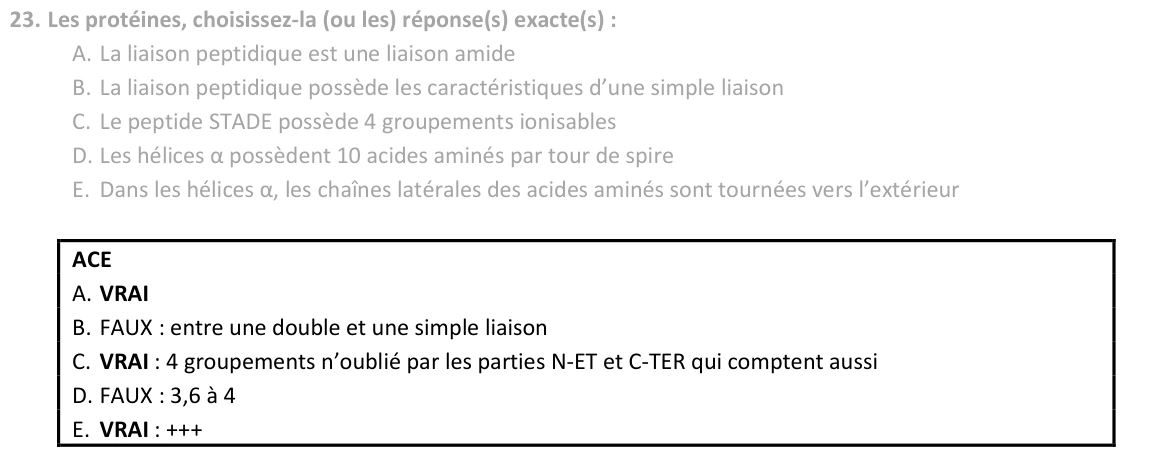 23. Les protéines, choisissez-la (ou les) réponse(s) exacte(s) :
A. La liaison peptidique est une liaison amide
B. La liaison peptidique possède les caractéristiques d’une simple liaison
C. Le peptide STADE possède 4 groupements ionisables
D. Les hélices α possèdent 10 acides aminés par tour de spire
E. Dans les hélices α, les chaînes latérales des acides aminés sont tournées vers l’extérieur
ACE
A. VRAI
B. FAUX : entre une double et une simple liaison
C. VRAI : 4 groupements n’oublié par les parties N-ET et C-TER qui comptent aussi
D. FAUX : 3,6 à 4
E. VRAI : +++